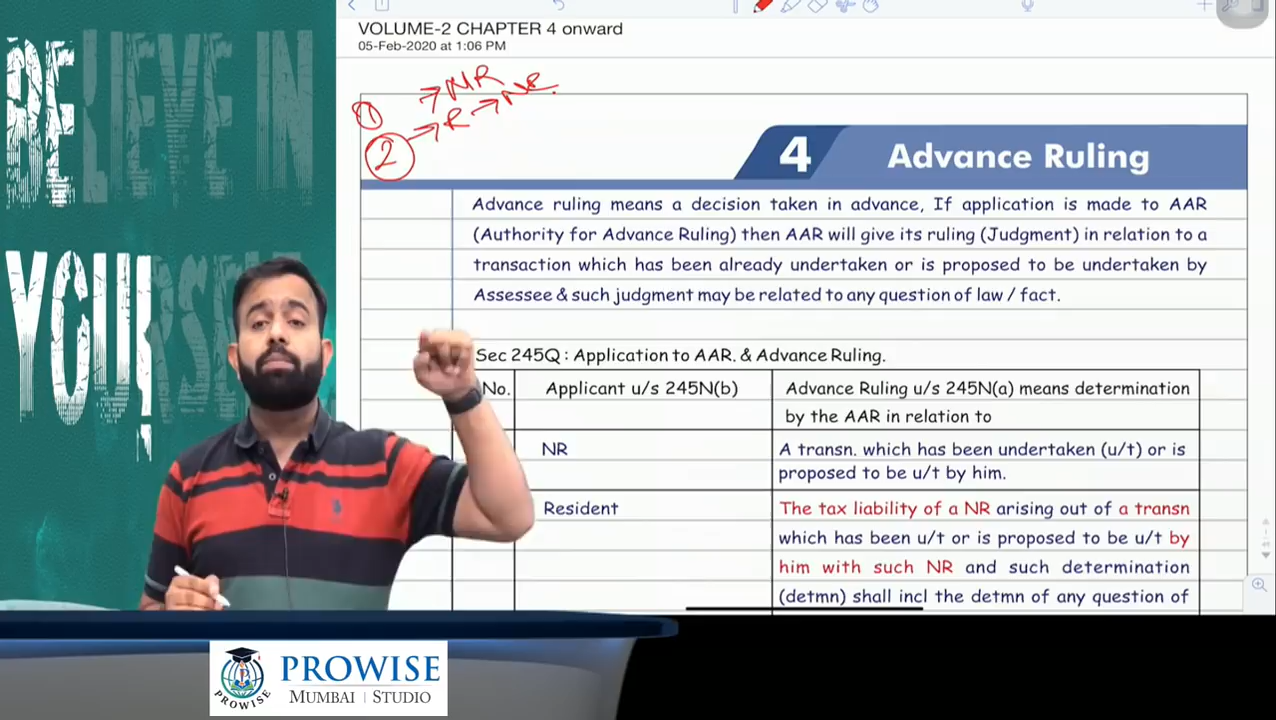 BELIEVE IN
YOURSEL
VOLUME-2 CHAPTER 4 onward
05-Feb-2020 at 1:06 PM
① → NR
② → R → NR.
4 Advance Ruling
Advance ruling means a decision taken in advance, If application is made to AAR
(Authority for Advance Ruling) then AAR will give its ruling (Judgment) in relation to a
transaction which has been already undertaken or is proposed to be undertaken by
Assessee & such judgment may be related to any question of law / fact.
Sec 245Q : Application to AAR. & Advance Ruling.
No. Applicant u/s 245N(b) Advance Ruling u/s 245N(a) means determination
by the AAR in relation to
NR A transn. which has been undertaken (u/t) or is
proposed to be u/t by him.
Resident The tax liability of a NR arising out of a transn
which has been u/t or is proposed to be u/t by
him with such NR and such determination
(detmn) shall incl the detmn of any question of
PROWISE
PROWISE
MUMBAI | STUDIO